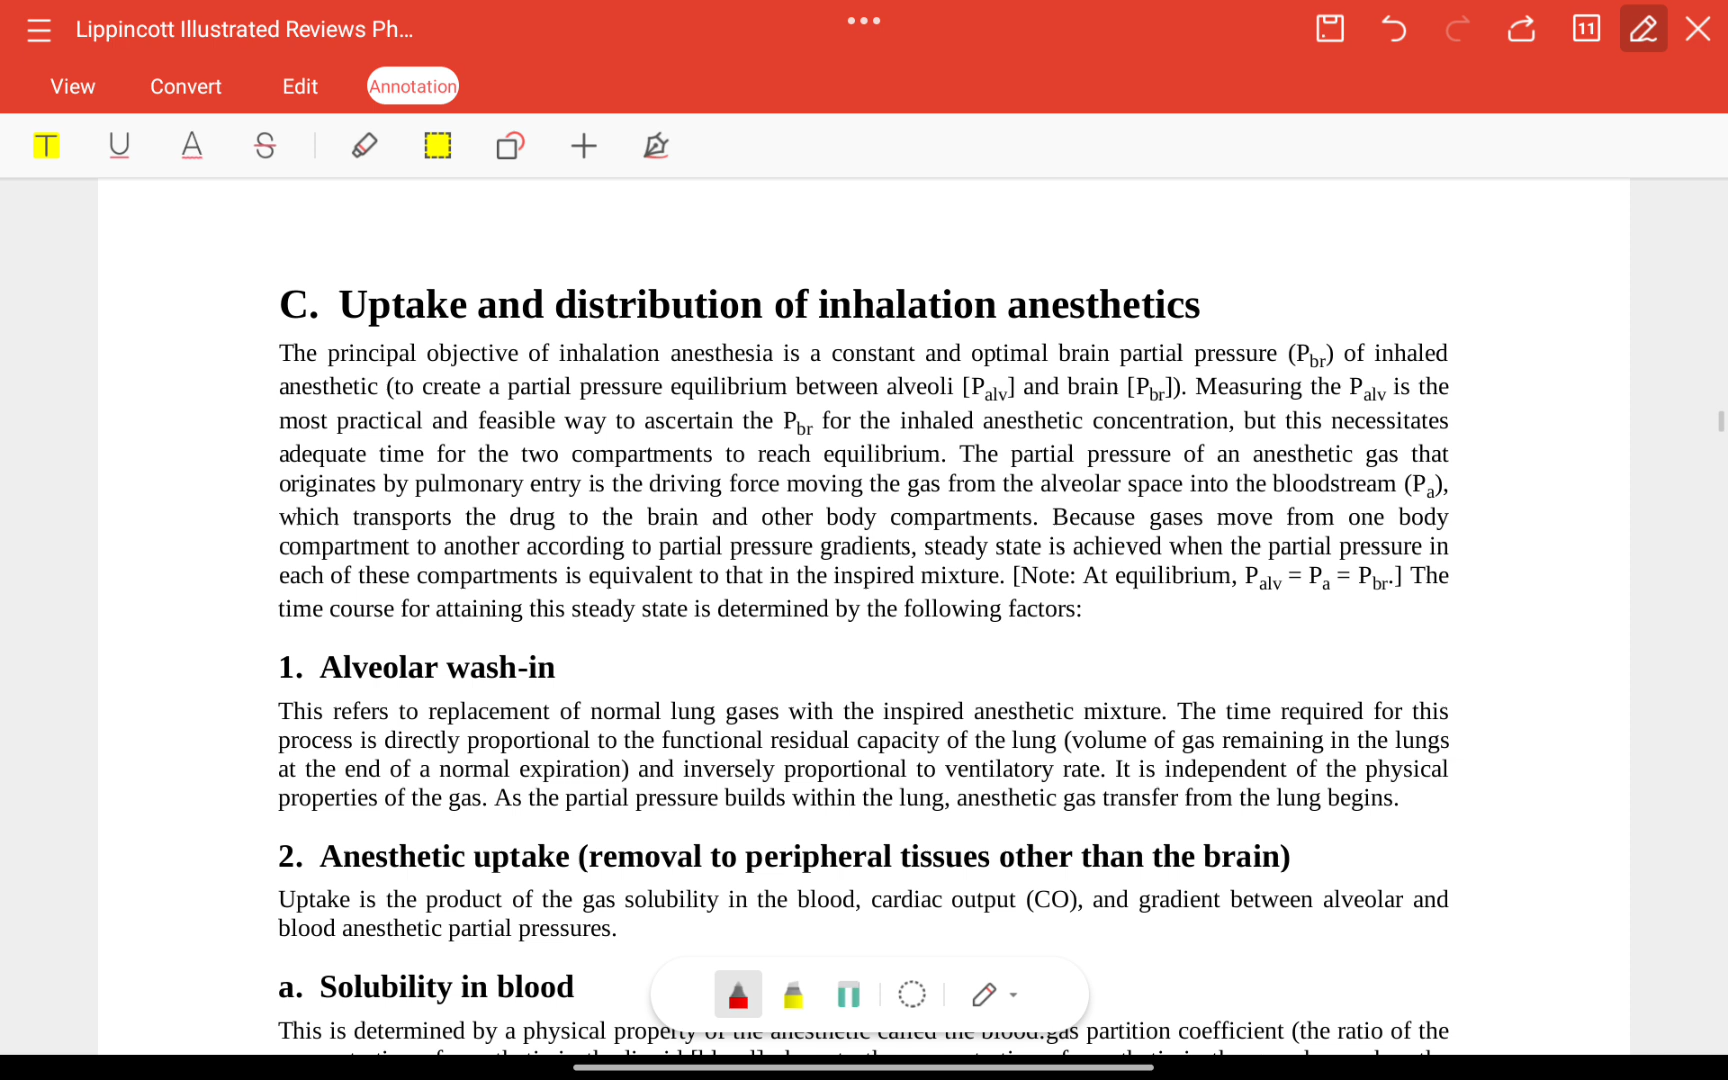 Lippincott Illustrated Reviews Ph...
11
View Convert Edit Annotation
T U A S
C. Uptake and distribution of inhalation anesthetics
The principal objective of inhalation anesthesia is a constant and optimal brain partial pressure (Pbr) of inhaled
anesthetic (to create a partial pressure equilibrium between alveoli [Palv] and brain [Pbr]). Measuring the Palv is the
most practical and feasible way to ascertain the Pbr for the inhaled anesthetic concentration, but this necessitates
adequate time for the two compartments to reach equilibrium. The partial pressure of an anesthetic gas that
originates by pulmonary entry is the driving force moving the gas from the alveolar space into the bloodstream (Pa),
which transports the drug to the brain and other body compartments. Because gases move from one body
compartment to another according to partial pressure gradients, steady state is achieved when the partial pressure in
each of these compartments is equivalent to that in the inspired mixture. [Note: At equilibrium, Palv = Pa = Pbr.] The
time course for attaining this steady state is determined by the following factors:
1. Alveolar wash-in
This refers to replacement of normal lung gases with the inspired anesthetic mixture. The time required for this
process is directly proportional to the functional residual capacity of the lung (volume of gas remaining in the lungs
at the end of a normal expiration) and inversely proportional to ventilatory rate. It is independent of the physical
properties of the gas. As the partial pressure builds within the lung, anesthetic gas transfer from the lung begins.
2. Anesthetic uptake (removal to peripheral tissues other than the brain)
Uptake is the product of the gas solubility in the blood, cardiac output (CO), and gradient between alveolar and
blood anesthetic partial pressures.
a. Solubility in blood
This is determined by a physical property of the anesthetic called the blood:gas partition coefficient (the ratio of the